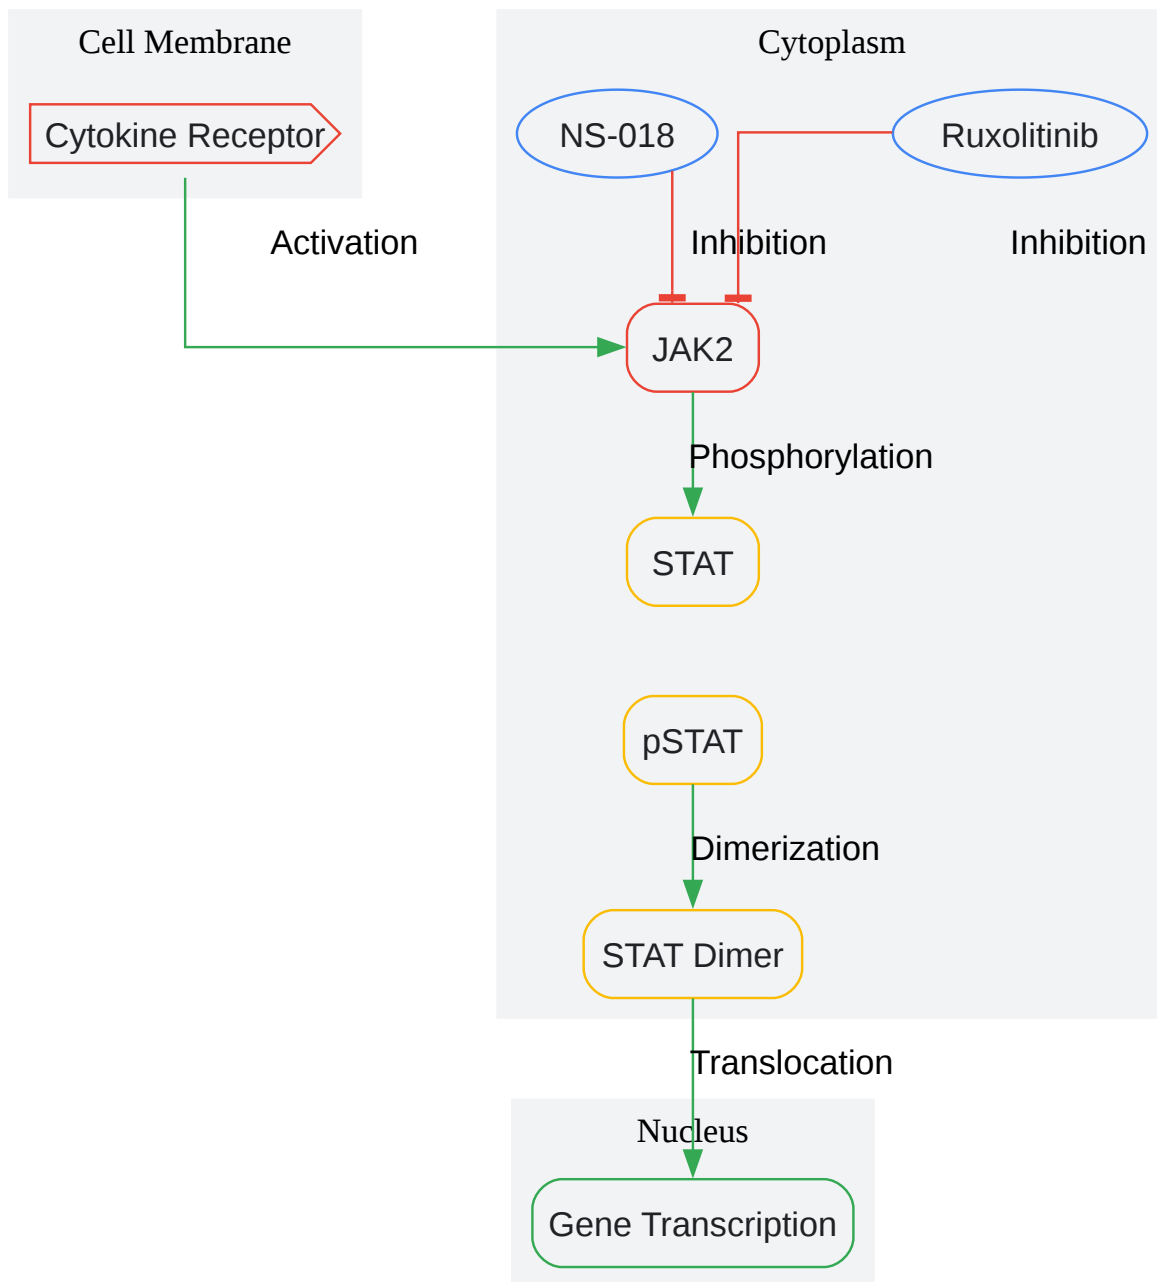 Cell Membrane
Cytoplasm
Cytokine Receptor
NS-018
Ruxolitinib
Activation
Inhibition
Inhibition
JAK2
Phosphorylation
STAT
pSTAT
Dimerization
STAT Dimer
Translocation
Nucleus
Gene Transcription